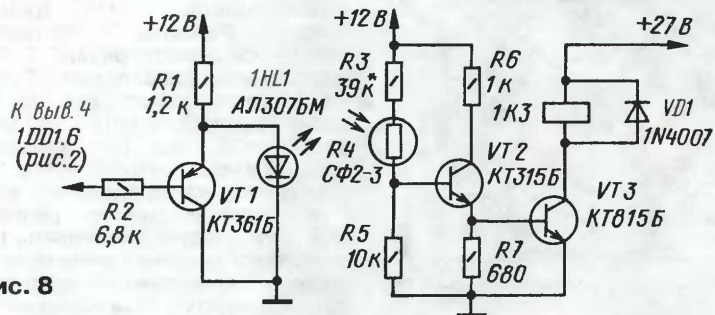 +12 В
R1
1,2 к
1HL1
АЛ307БМ
К выв. 4
1DD1.6
(рис.2)
R2
6,8 к
VT1
КТ361Б
+12 В
R3
39к*
R4
СФ2-3
R5
10к
R6
1к
VT2
КТ315Б
R7
680
+27 В
1К3
VD1
1N4007
VT3
КТ815Б
ис. 8